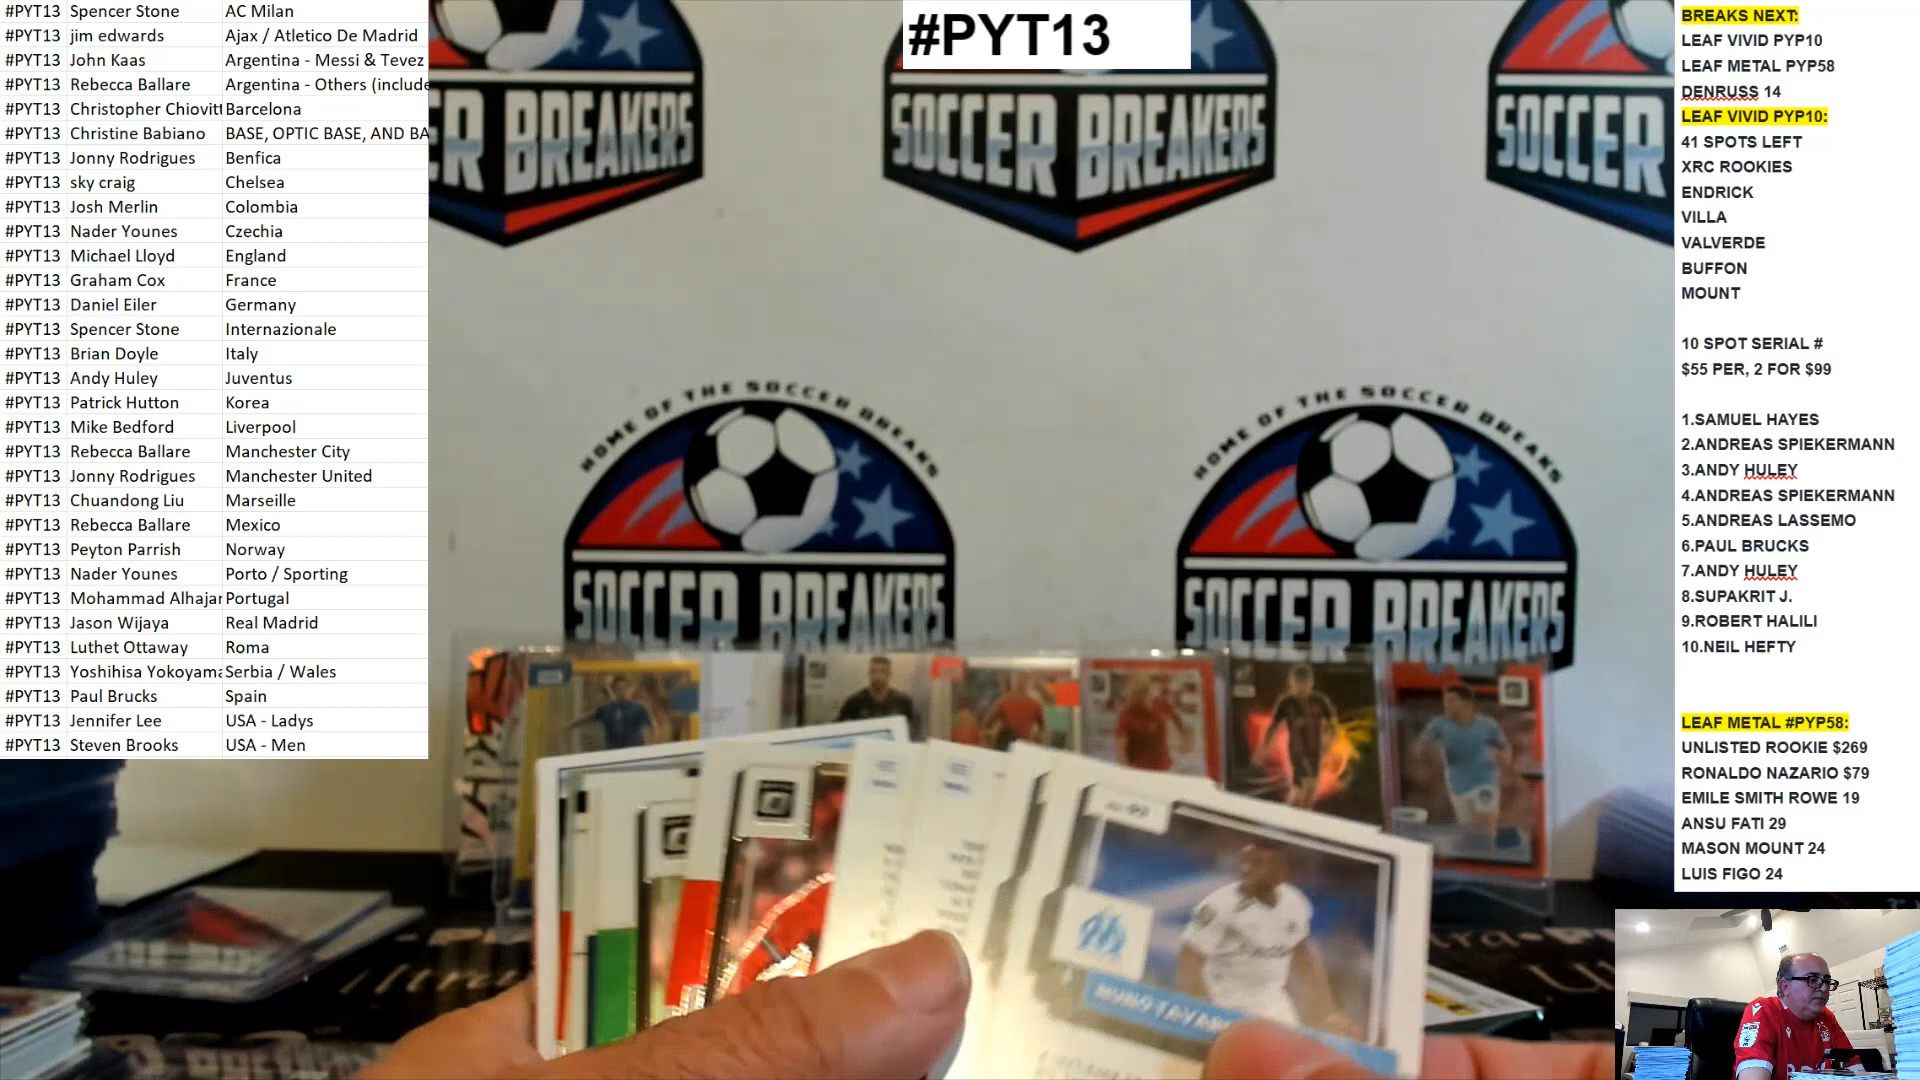 #PYT13 Spencer Stone AC Milan
#PYT13 jim edwards Ajax / Atletico De Madrid
#PYT13 John Kaas Argentina - Messi & Tevez
#PYT13 Rebecca Ballare Argentina - Others (include
#PYT13 Christopher Chiovitt Barcelona
#PYT13 Christine Babiano BASE, OPTIC BASE, AND BA
#PYT13 Jonny Rodrigues Benfica
#PYT13 sky craig Chelsea
#PYT13 Josh Merlin Colombia
#PYT13 Nader Younes Czechia
#PYT13 Michael Lloyd England
#PYT13 Graham Cox France
#PYT13 Daniel Eiler Germany
#PYT13 Spencer Stone Internazionale
#PYT13 Brian Doyle Italy
#PYT13 Andy Huley Juventus
#PYT13 Patrick Hutton Korea
#PYT13 Mike Bedford Liverpool
#PYT13 Rebecca Ballare Manchester City
#PYT13 Jonny Rodrigues Manchester United
#PYT13 Chuandong Liu Marseille
#PYT13 Rebecca Ballare Mexico
#PYT13 Peyton Parrish Norway
#PYT13 Nader Younes Porto / Sporting
#PYT13 Mohammad Alhajar Portugal
#PYT13 Jason Wijaya Real Madrid
#PYT13 Luthet Ottaway Roma
#PYT13 Yoshihisa Yokoyama Serbia / Wales
#PYT13 Paul Brucks Spain
#PYT13 Jennifer Lee USA - Ladys
#PYT13 Steven Brooks USA - Men
#PYT13
ER BREAKERS
SOCCER BREAKERS
SOCCER
HOME OF THE SOCCER BREAKS
SOCCER BREAKERS
HOME OF THE SOCCER BREAKS
SOCCER BREAKERS
NUNO TAVARES
BREAKS NEXT:
LEAF VIVID PYP10
LEAF METAL PYP58
DENRUSS 14
LEAF VIVID PYP10:
41 SPOTS LEFT
XRC ROOKIES
ENDRICK
VILLA
VALVERDE
BUFFON
MOUNT
10 SPOT SERIAL #
$55 PER, 2 FOR $99
1.SAMUEL HAYES
2.ANDREAS SPIEKERMANN
3.ANDY HULEY
4.ANDREAS SPIEKERMANN
5.ANDREAS LASSEMO
6.PAUL BRUCKS
7.ANDY HULEY
8.SUPAKRIT J.
9.ROBERT HALILI
10.NEIL HEFTY
LEAF METAL #PYP58:
UNLISTED ROOKIE $269
RONALDO NAZARIO $79
EMILE SMITH ROWE 19
ANSU FATI 29
MASON MOUNT 24
LUIS FIGO 24